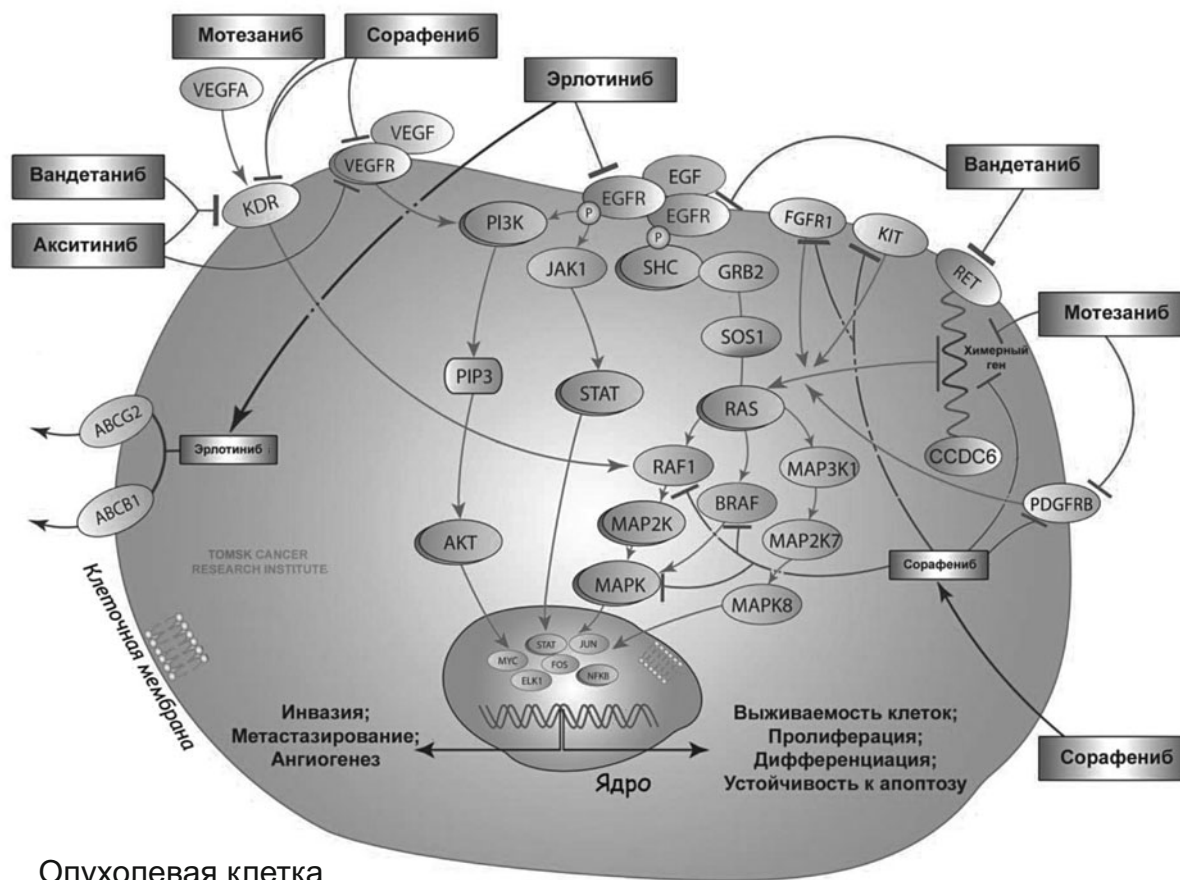 Мотезаниб
Сорафениб
Эрлотиниб
VEGFA
VEGF
VEGFR
Вандетаниб
KDR
Акситиниб
EGF
EGFR
EGFR
P
P
PI3K
JAK1
SHC
GRB2
FGFR1
KIT
Вандетаниб
RET
SOS1
Мотезаниб
Химерный
ген
PIP3
STAT
RAS
ABCG2
Эрлотиниб
ABCB1
RAF1
MAP3K1
CCDC6
BRAF
PDGFRB
MAP2K
MAP2K7
AKT
TOMSK CANCER
RESEARCH INSTITUTE
MAPK
Сорафениб
MAPK8
Клеточная мембрана
STAT
JUN
MYC
FOS
ELK1
NFKB
Инвазия;
Метастазирование;
Ангиогенез
Выживаемость клеток;
Пролиферация;
Дифференциация;
Устойчивость к апоптозу
Ядро
Сорафениб
Опухолевая клетка